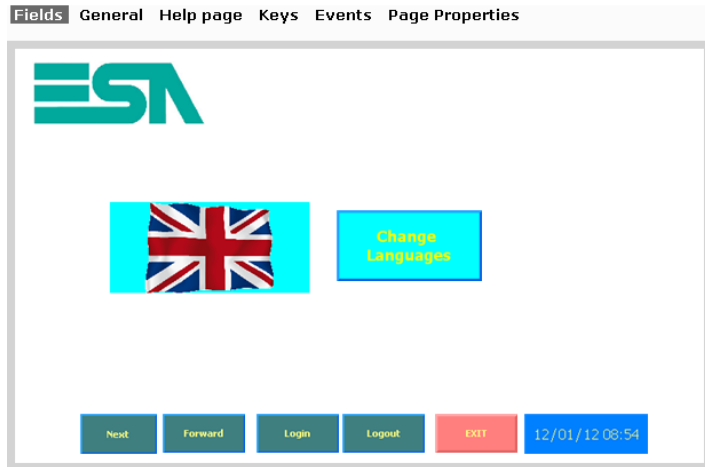 Fields General Help page Keys Events Page Properties
ESA
Change
Languages
Next Forward Login Logout EXIT 12/01/12 08:54